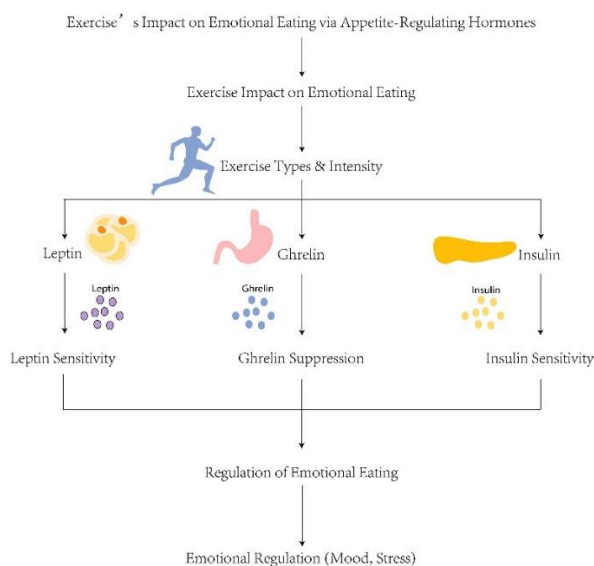 Exercise’ s Impact on Emotional Eating via Appetite-Regulating Hormones
Exercise Impact on Emotional Eating
Exercise Types & Intensity
Leptin
Ghrelin
Insulin
Leptin
Ghrelin
Insulin
Leptin Sensitivity
Ghrelin Suppression
Insulin Sensitivity
Regulation of Emotional Eating
Emotional Regulation (Mood, Stress)